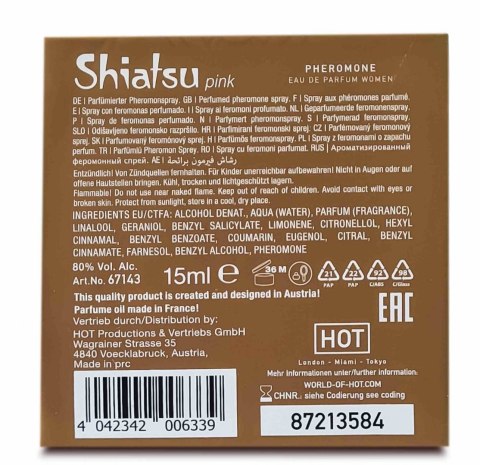 Shiatsu pink
PHEROMONE
EAU DE PARFUM WOMEN
DE | Parfümierter Pheromonspray. GB | Perfumed pheromone spray. F | Spray aux phéromones parfumé.
E | Spray con feromonas perfumado. I | Spray ai feromoni profumato. NL | Geparfumeerde feromonenspray.
P | Spray de feromonas perfumado. N | Parfymert pheromonspray. S | Parfymerad feromonspray.
SLO | Odišavljeno feromonsko razpršilo. HR | Parfimirani feromonski sprej. CZ | Parfémovaný feromonový
sprej. SK | Parfumovaný feromónový sprej. H | Parfümös feromonspray. PL | Spray z feromonami o zapachu
perfum. TR | Parfümlü Pheromon Sprey. RO | Spray cu feromoni parfumat. RUS | Ароматизированный
феромонный спрей. AE | رشاش فيرمون برائحة
Entzündlich! Von Zündquellen fernhalten. Für Kinder unerreichbar aufbewahren! Nicht in Augen oder auf
offene Hautstellen bringen. Kühl, trocken und lichtgeschützt lagern.
Flammable! Do not use near naked flame. Keep out of reach of children. Avoid contact with eyes or
broken skin. Protect from sunlight, store in a cool, dry place.
INGREDIENTS EU/CTFA: ALCOHOL DENAT., AQUA (WATER), PARFUM (FRAGRANCE),
LINALOOL, GERANIOL, BENZYL SALICYLATE, LIMONENE, CITRONELLOL, HEXYL
CINNAMAL, BENZYL BENZOATE, COUMARIN, EUGENOL, CITRAL, BENZYL
CINNAMATE, FARNESOL, BENZYL ALCOHOL, PHEROMONE
80% Vol. Alc.
Art.No. 67143
15ml e
36 M
21
PAP
22
PAP
92
C/ABS
98
C/Glass
This quality product is created and designed in Austria!
Parfume oil made in France!
Vertrieb durch/Distribution by:
HOT Productions & Vertriebs GmbH
Wagrainer Strasse 35
4840 Voecklabruck, Austria,
Made in prc
EAC
HOT
London - Miami - Tokyo
Mehr Informationen unter/further information:
WORLD-OF-HOT.COM
CHNR.: siehe Codierung see coding
4 042342 006339
87213584